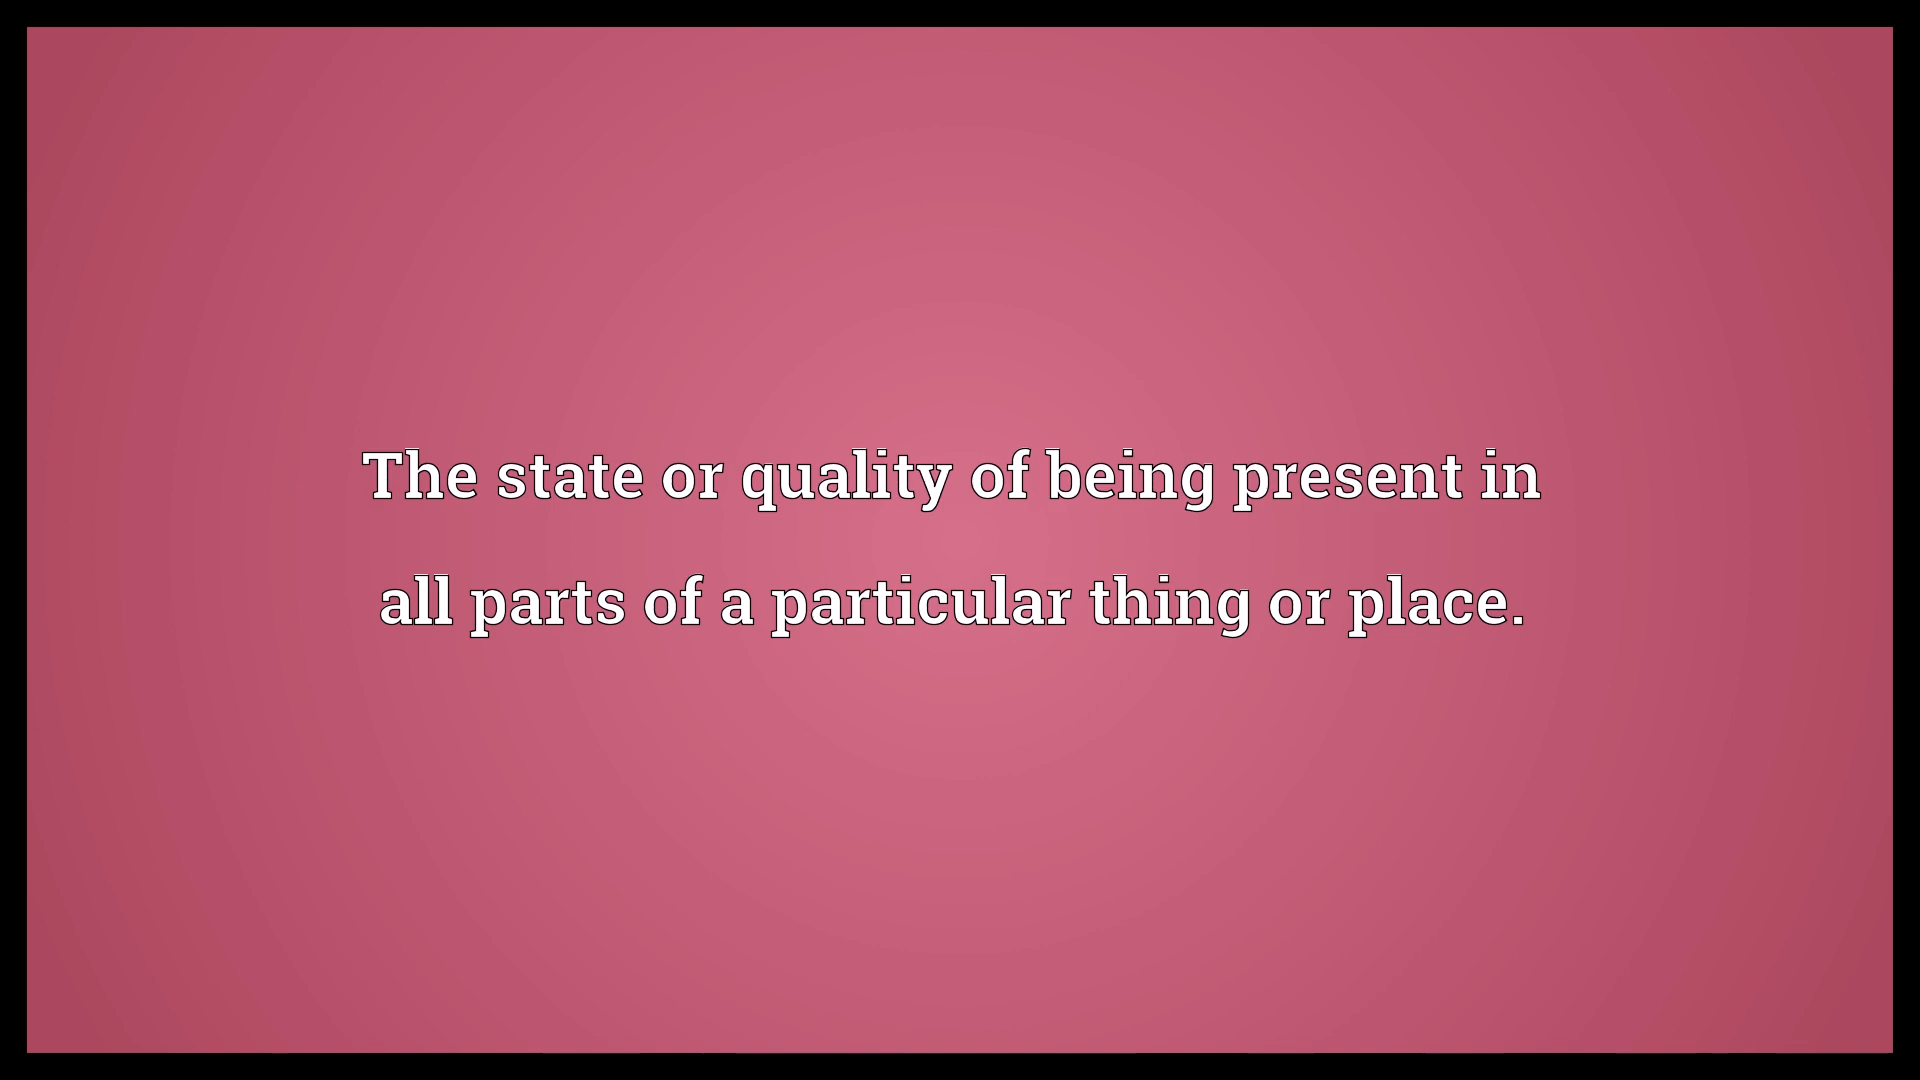 The state or quality of being present in
all parts of a particular thing or place.